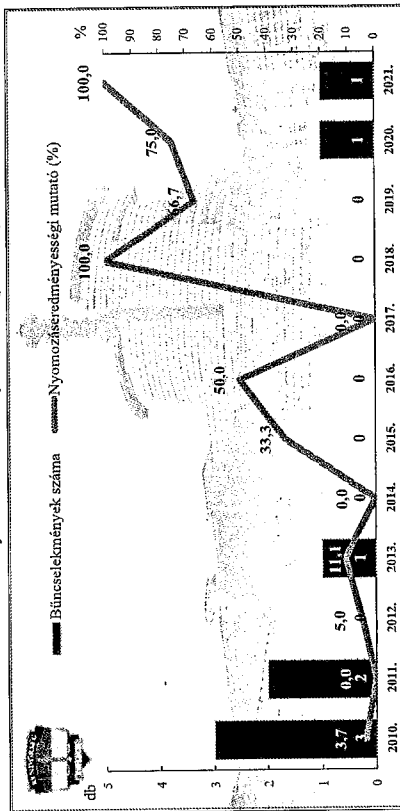 Bűncselekmények száma Nyomozáseredményességi mutató (%)
db %
5 4 3 2 1 0
100 90 80 70 60 50 40 30 20 10 0
3,7 0,0 5,0 11,1 0,0 33,3 50,0 0,0 100,0 66,7 75,0 100,0
3 2 0 1 0 0 0 0 0 0 1 1
2010. 2011. 2012. 2013. 2014. 2015. 2016. 2017. 2018. 2019. 2020. 2021.